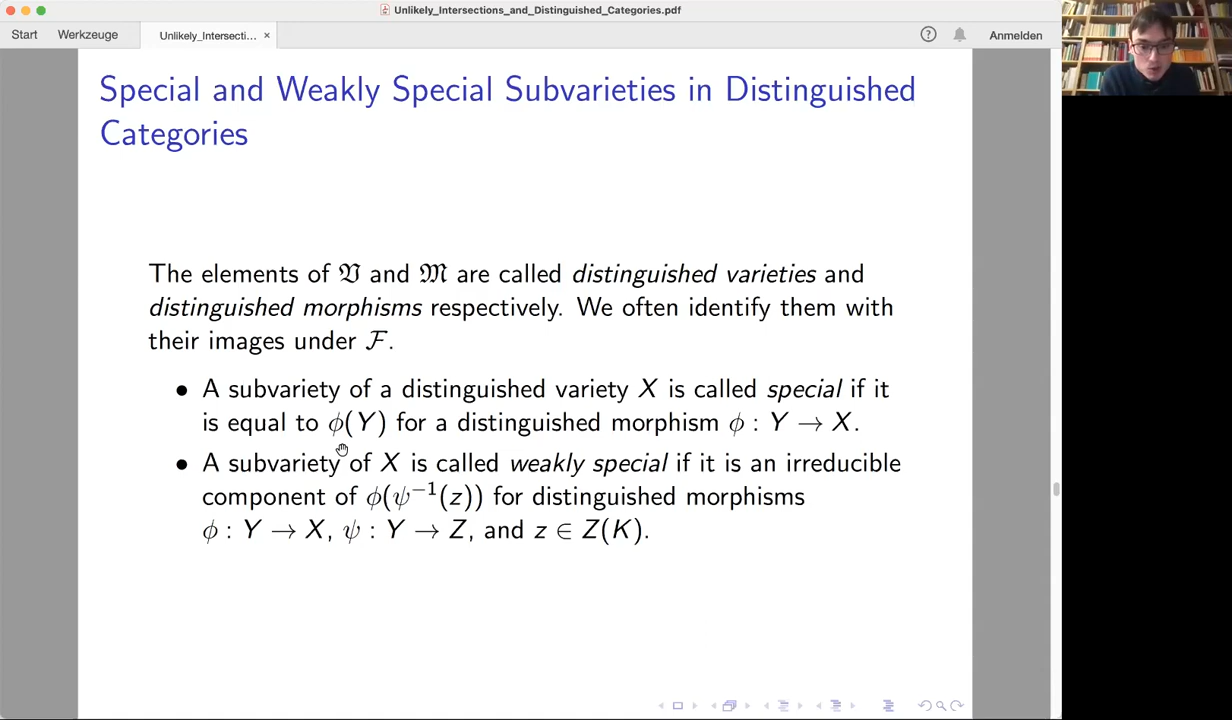 Unlikely_Intersections_and_Distinguished_Categories.pdf
Start Werkzeuge Unlikely_Intersecti... × ? Anmelden
Special and Weakly Special Subvarieties in Distinguished
Categories
The elements of 𝔙 and 𝔐 are called distinguished varieties and
distinguished morphisms respectively. We often identify them with
their images under ℱ.
• A subvariety of a distinguished variety X is called special if it
is equal to ϕ(Y) for a distinguished morphism ϕ : Y → X.
• A subvariety of X is called weakly special if it is an irreducible
component of ϕ(ψ⁻¹(z)) for distinguished morphisms
ϕ : Y → X, ψ : Y → Z, and z ∈ Z(K).